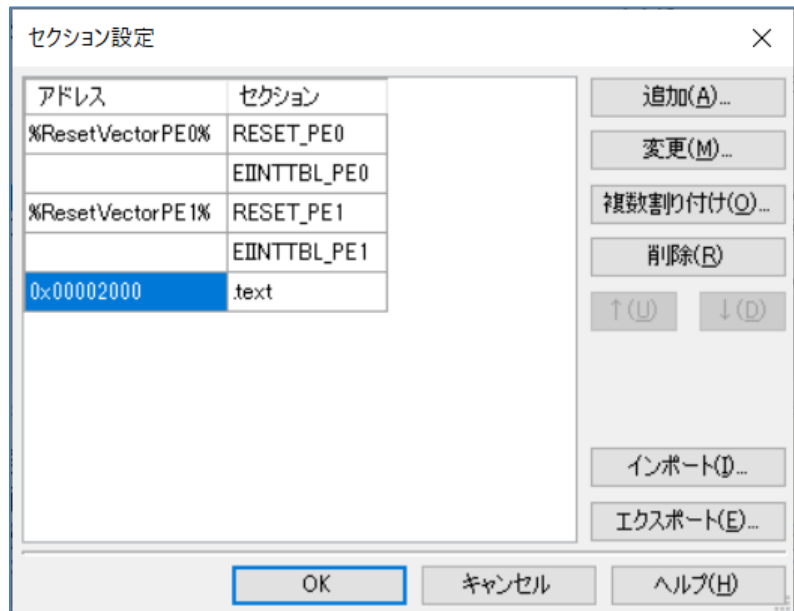 セクション設定
アドレス セクション
%ResetVectorPE0% RESET_PE0
EIINTTBL_PE0
%ResetVectorPE1% RESET_PE1
EIINTTBL_PE1
0x00002000 .text
追加(A)...
変更(M)...
複数割り付け(O)...
削除(R)
↑(U) ↓(D)
インポート(I)...
エクスポート(E)...
OK キャンセル ヘルプ(H)